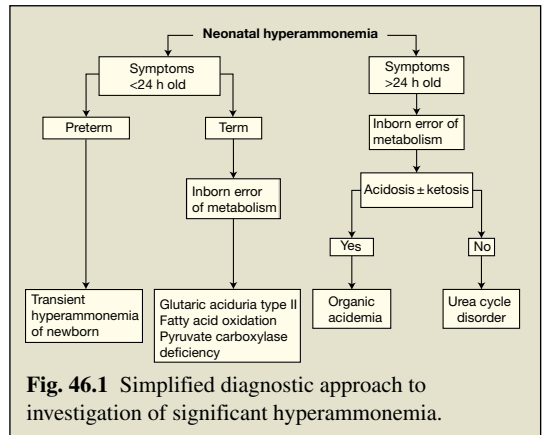 Neonatal hyperammonemia
Symptoms
<24 h old
Symptoms
>24 h old
Preterm
Term
Inborn error of
metabolism
Inborn error
of metabolism
Acidosis ± ketosis
Yes
No
Transient
hyperammonemia
of newborn
Glutaric aciduria type II
Fatty acid oxidation
Pyruvate carboxylase
deficiency
Organic
acidemia
Urea cycle
disorder
Fig. 46.1 Simplified diagnostic approach to
investigation of significant hyperammonemia.